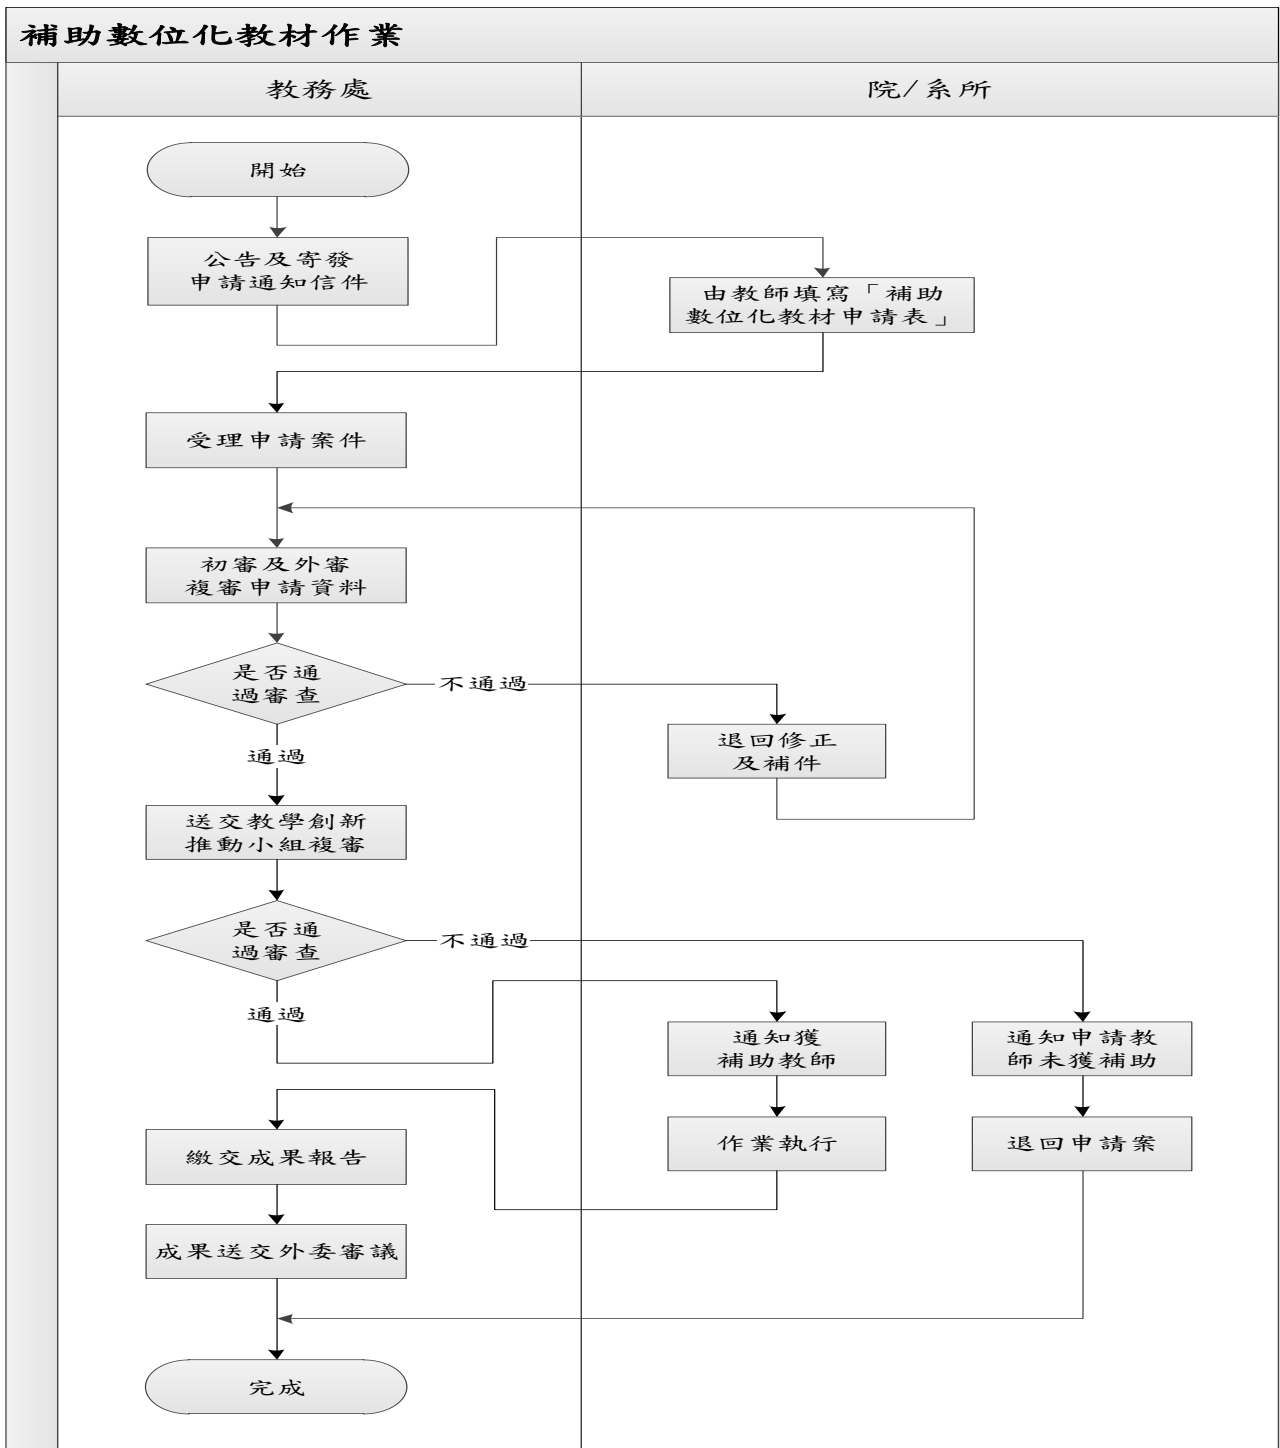 補助數位化教材作業
教務處
院/系所
開始
公告及寄發
申請通知信件
由教師填寫「補助
數位化教材申請表」
受理申請案件
初審及外審
複審申請資料
是否通
過審查
不通過
退回修正
及補件
通過
送交教學創新
推動小組複審
是否通
過審查
不通過
通過
通知獲
補助教師
通知申請教
師未獲補助
作業執行
退回申請案
繳交成果報告
成果送交外委審議
完成